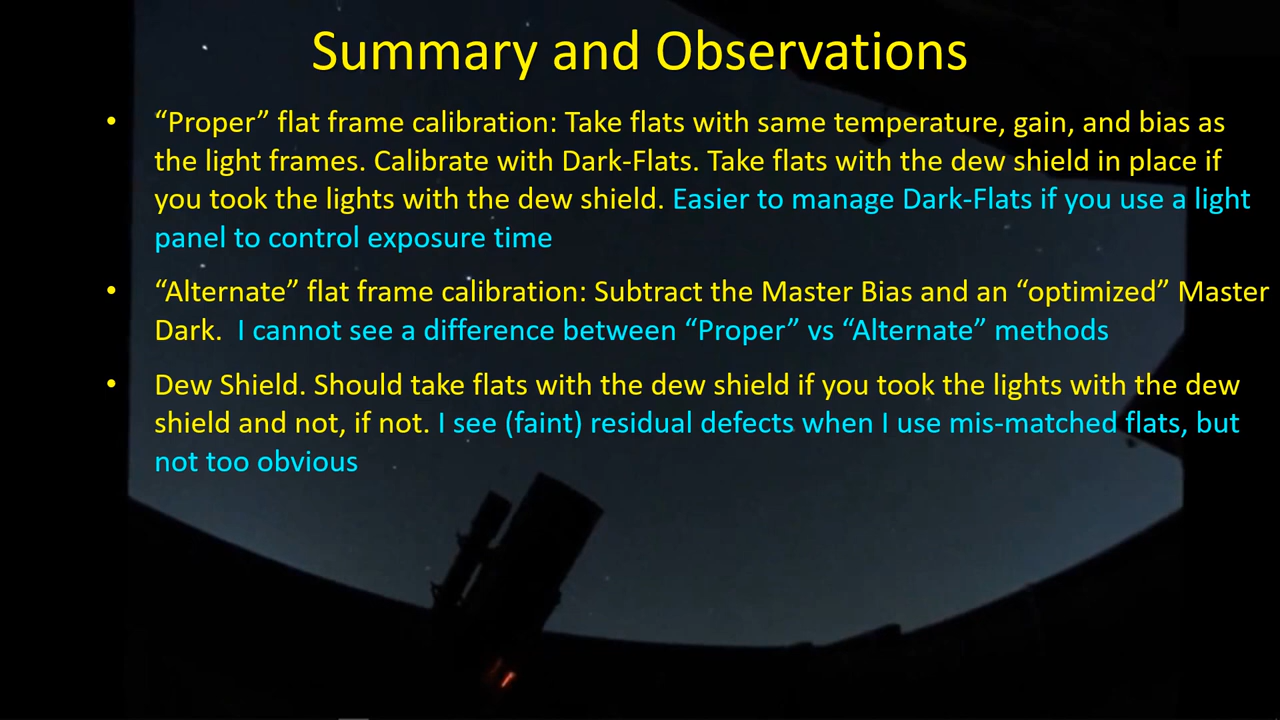 Summary and Observations
• “Proper” flat frame calibration: Take flats with same temperature, gain, and bias as
the light frames. Calibrate with Dark-Flats. Take flats with the dew shield in place if
you took the lights with the dew shield. Easier to manage Dark-Flats if you use a light
panel to control exposure time
• “Alternate” flat frame calibration: Subtract the Master Bias and an “optimized” Master
Dark.  I cannot see a difference between “Proper” vs “Alternate” methods
• Dew Shield. Should take flats with the dew shield if you took the lights with the dew
shield and not, if not. I see (faint) residual defects when I use mis-matched flats, but
not too obvious